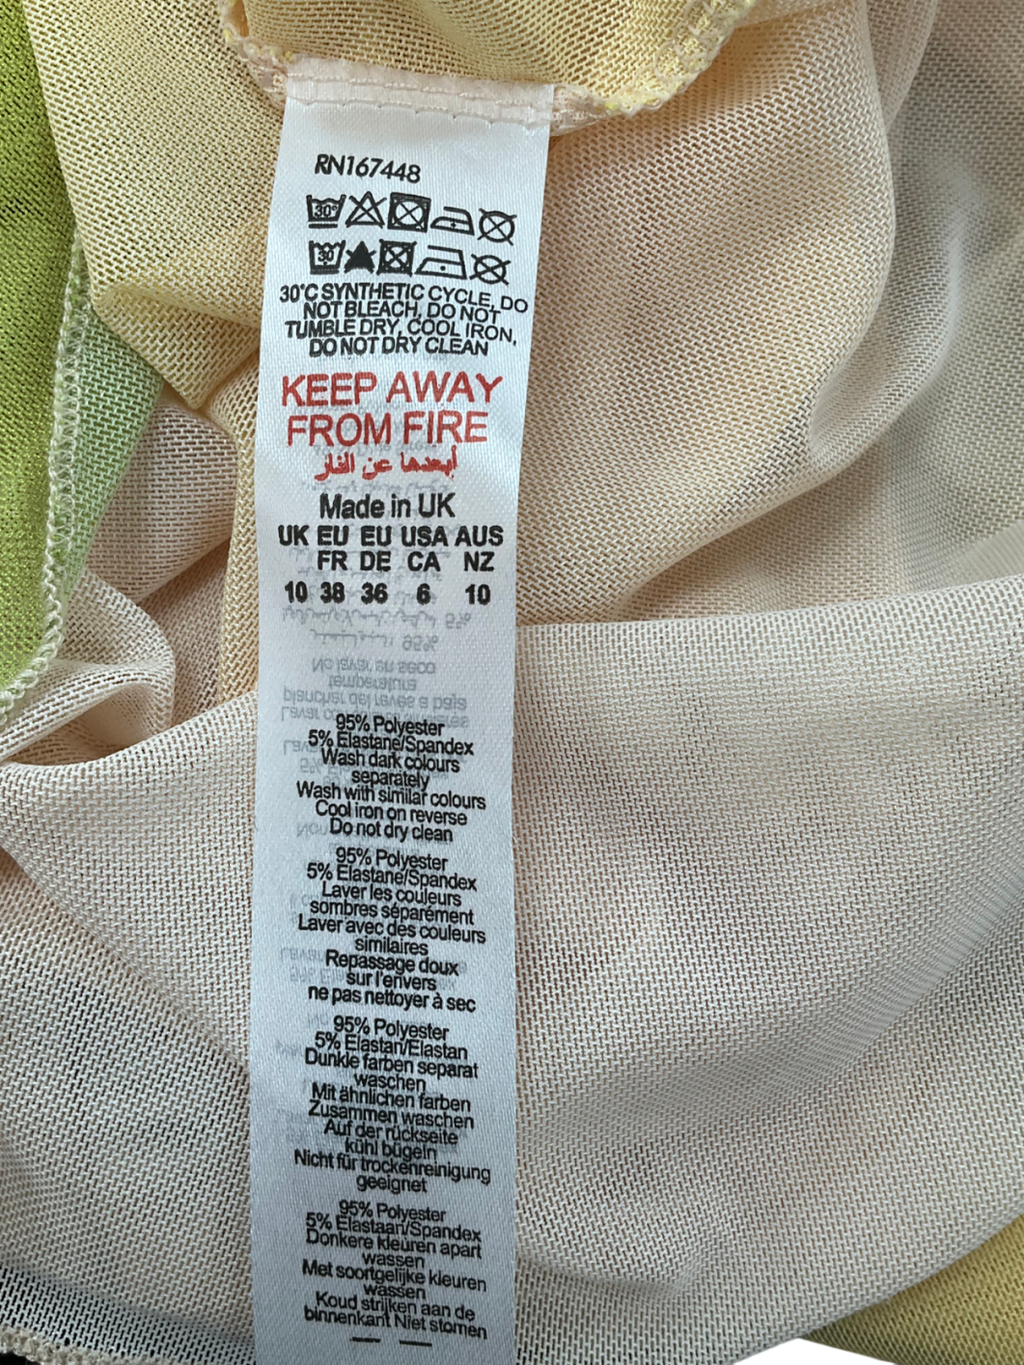 RN167448
30°
30
30°C SYNTHETIC CYCLE, DO
NOT BLEACH, DO NOT
TUMBLE DRY, COOL IRON,
DO NOT DRY CLEAN
KEEP AWAY
FROM FIRE
أبعدها عن النار
Made in UK
UK EU EU USA AUS
FR DE CA NZ
10 38 36 6 10
95% Polyester
5% Elastane/Spandex
Wash dark colours
separately
Wash with similar colours
Cool iron on reverse
Do not dry clean
95% Polyester
5% Elastane/Spandex
Laver les couleurs
sombres séparément
Laver avec des couleurs
similaires
Repassage doux
sur l'envers
ne pas nettoyer à sec
95% Polyester
5% Elastan/Elastan
Dunkle farben separat
waschen
Mit ähnlichen farben
Zusammen waschen
Auf der rückseite
kühl bügeln
Nicht für trockenreinigung
geeignet
95% Polyester
5% Elastaan/Spandex
Donkere kleuren apart
wassen
Met soortgelijke kleuren
wassen
Koud strijken aan de
binnenkant Niet stomen